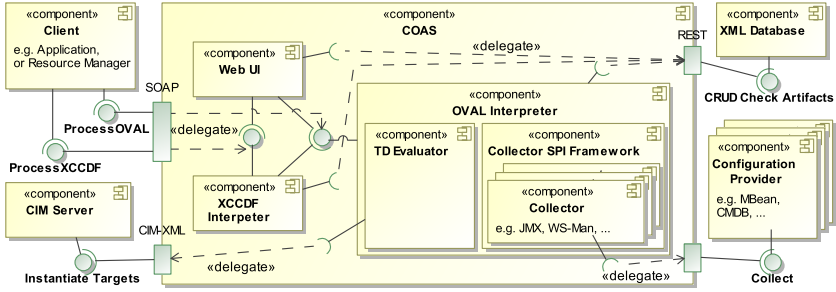 «component»
Client
e.g. Application,
or Resource Manager
SOAP
ProcessOVAL
«delegate»
ProcessXCCDF
«component»
CIM Server
CIM-XML
Instantiate Targets
«component»
COAS
«component»
Web UI
«delegate»
«component»
OVAL Interpreter
«component»
TD Evaluator
«component»
Collector SPI Framework
«component»
Collector
e.g. JMX, WS-Man, ...
«component»
XCCDF
Interpeter
«delegate»
«delegate»
REST
«component»
XML Database
CRUD Check Artifacts
«component»
Configuration
Provider
e.g. MBean,
CMDB, ...
Collect